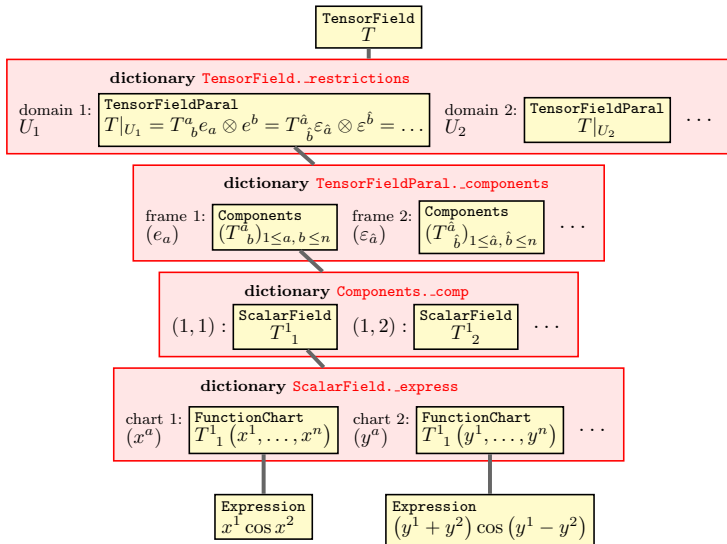 TensorField
T
dictionary TensorField._restrictions
domain 1: TensorFieldParal domain 2: TensorFieldParal
U₁ T|_{U₁} = T^a_b e_a ⊗ e^b = T^â_b̂ ε_â ⊗ ε^b̂ = … U₂ T|_{U₂} …
dictionary TensorFieldParal._components
frame 1: Components frame 2: Components
(e_a) (T^a_b)_{1≤a, b≤n} (ε_â) (T^â_b̂)_{1≤â, b̂≤n} …
dictionary Components._comp
ScalarField ScalarField
(1, 1) : T^1_1 (1, 2) : T^1_2 …
dictionary ScalarField._express
chart 1: FunctionChart chart 2: FunctionChart
(x^a) T^1_1 (x^1, …, x^n) (y^a) T^1_1 (y^1, …, y^n) …
Expression Expression
x^1 cos x^2 (y^1 + y^2) cos (y^1 − y^2)